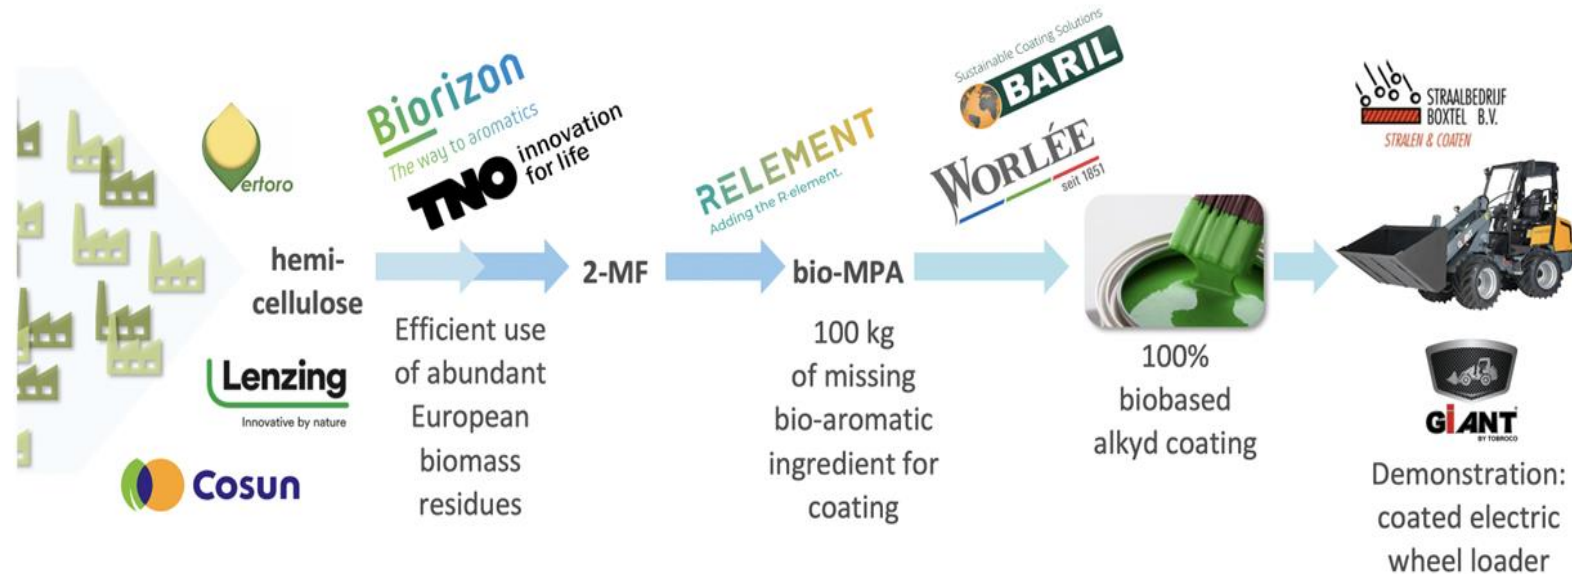 Vertoro
hemi-
cellulose
Lenzing
Innovative by nature
Cosun
Biorizon
The way to aromatics
TNO innovation
for life
Efficient use
of abundant
European
biomass
residues
2-MF
RELEMENT
Adding the R-element.
bio-MPA
100 kg
of missing
bio-aromatic
ingredient for
coating
Sustainable Coating Solutions
BARIL
WORLÉE
seit 1851
100%
biobased
alkyd coating
STRAALBEDRIJF
BOXTEL B.V.
STRALEN & COATEN
GiANT
BY TOBROCO
Demonstration:
coated electric
wheel loader